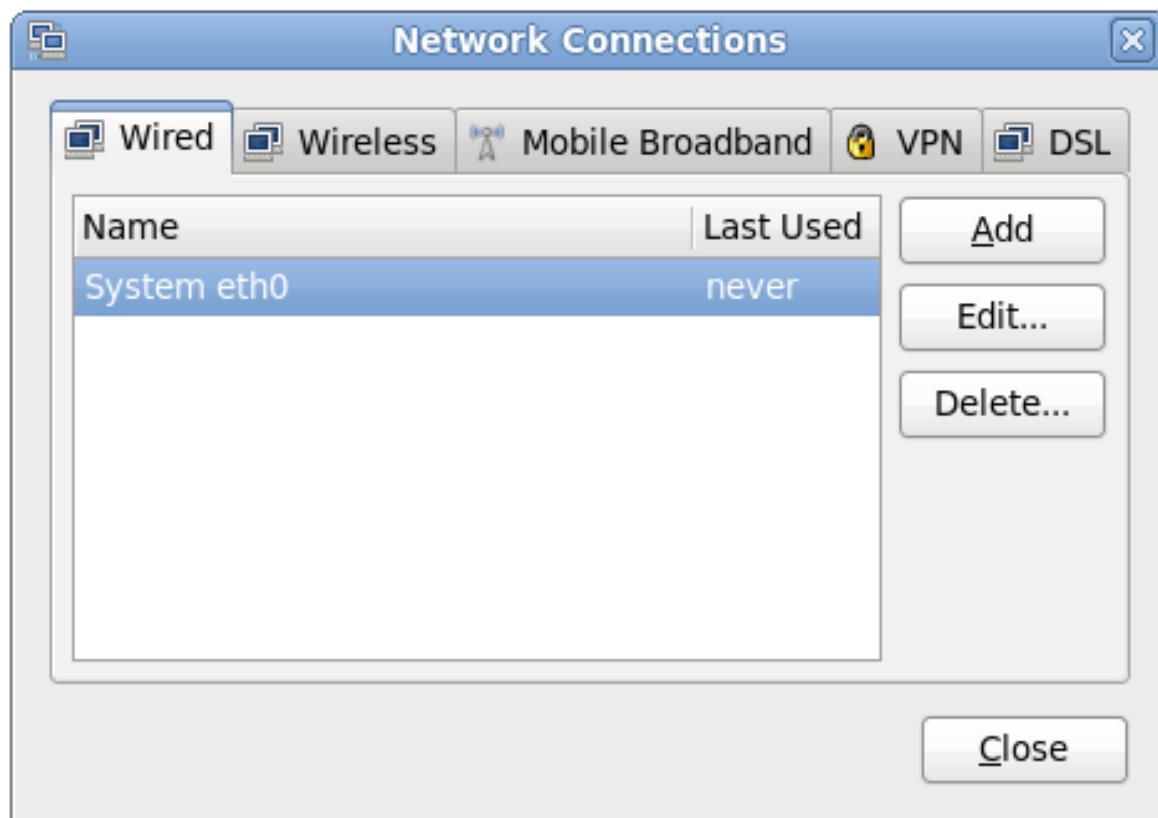 Network Connections
Wired Wireless Mobile Broadband VPN DSL
Name Last Used
System eth0 never
Add
Edit...
Delete...
Close